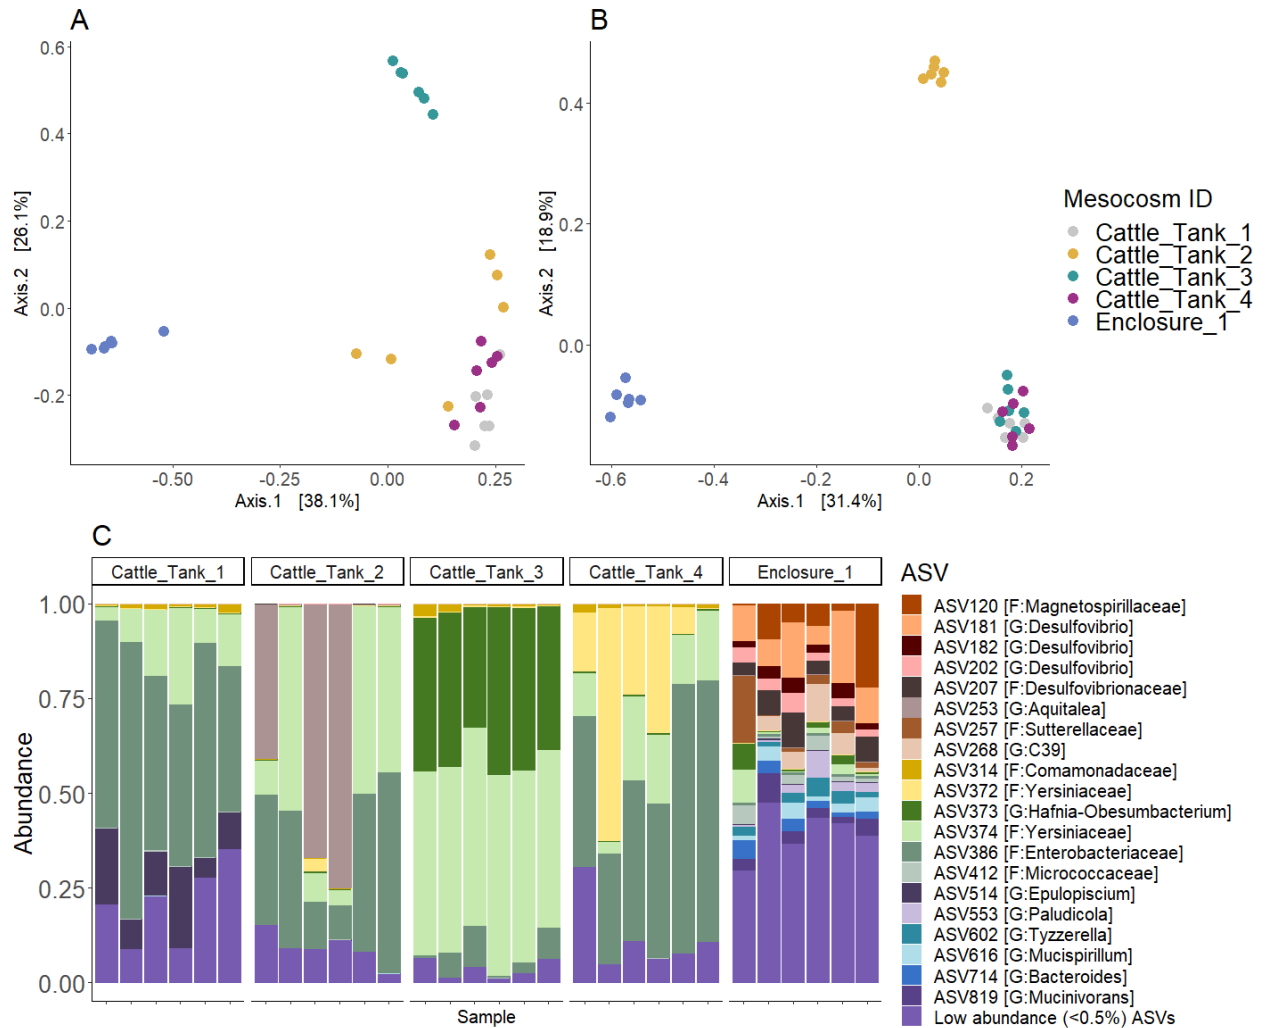 A
B
0.6
0.4
0.2
0.0
-0.2
Axis.2 [26.1%]
-0.50
-0.25
0.00
0.25
Axis.1 [38.1%]
0.4
0.2
0.0
Axis.2 [18.9%]
-0.6
-0.4
-0.2
0.0
0.2
Axis.1 [31.4%]
Mesocosm ID
Cattle_Tank_1
Cattle_Tank_2
Cattle_Tank_3
Cattle_Tank_4
Enclosure_1
C
Cattle_Tank_1
Cattle_Tank_2
Cattle_Tank_3
Cattle_Tank_4
Enclosure_1
1.00
0.75
0.50
0.25
0.00
Abundance
Sample
ASV
ASV120 [F:Magnetospirillaceae]
ASV181 [G:Desulfovibrio]
ASV182 [G:Desulfovibrio]
ASV202 [G:Desulfovibrio]
ASV207 [F:Desulfovibrionaceae]
ASV253 [G:Aquitalea]
ASV257 [F:Sutterellaceae]
ASV268 [G:C39]
ASV314 [F:Comamonadaceae]
ASV372 [F:Yersiniaceae]
ASV373 [G:Hafnia-Obesumbacterium]
ASV374 [F:Yersiniaceae]
ASV386 [F:Enterobacteriaceae]
ASV412 [F:Micrococcaceae]
ASV514 [G:Epulopiscium]
ASV553 [G:Paludicola]
ASV602 [G:Tyzzerella]
ASV616 [G:Mucispirillum]
ASV714 [G:Bacteroides]
ASV819 [G:Mucinivorans]
Low abundance (<0.5%) ASVs